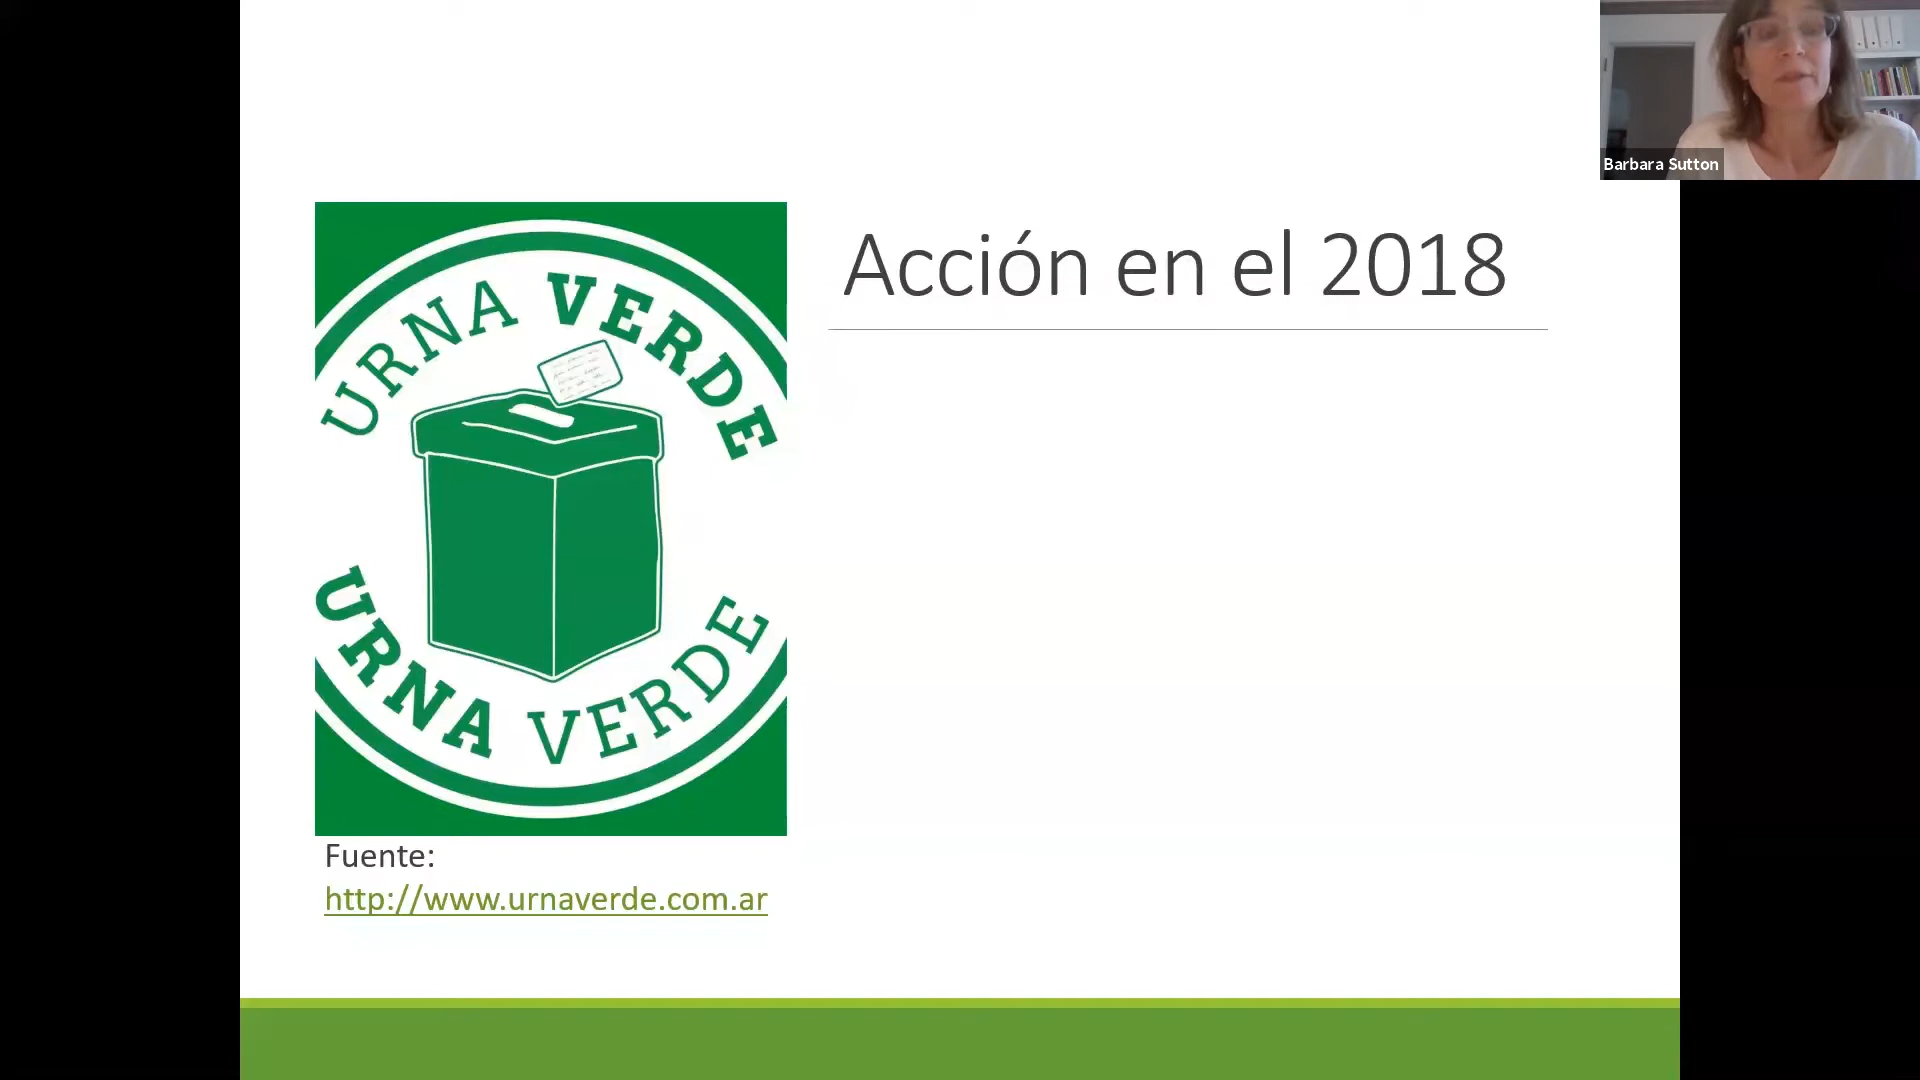 Barbara Sutton
Acción en el 2018
URNA VERDE
URNA VERDE
Fuente:
http://www.urnaverde.com.ar